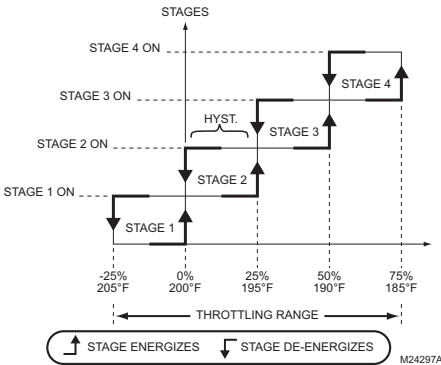 STAGES
STAGE 4 ON
STAGE 4
STAGE 3 ON
HYST.
STAGE 3
STAGE 2 ON
STAGE 2
STAGE 1 ON
STAGE 1
-25% 0% 25% 50% 75%
205°F 200°F 195°F 190°F 185°F
THROTTLING RANGE
STAGE ENERGIZES STAGE DE-ENERGIZES
M24297A